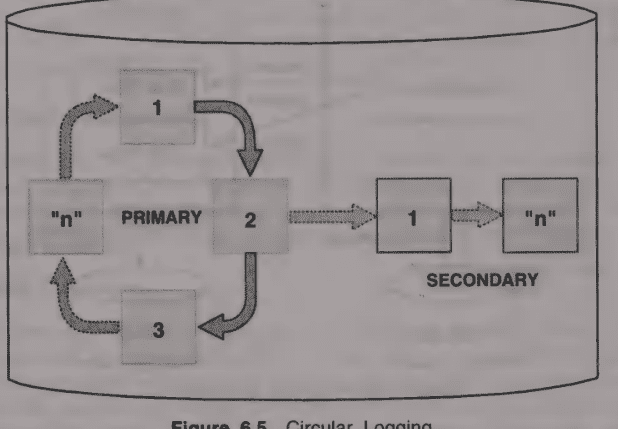 1
"n"
PRIMARY
2
1
"n"
SECONDARY
3
Figure 6.5 Circular Logging